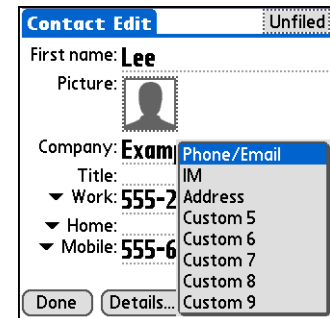 Contact Edit Unfiled
First name: Lee
Picture:
Company:
Title:
Work: 555-2
Home:
Mobile: 555-6
Phone/Email
IM
Address
Custom 5
Custom 6
Custom 7
Custom 8
Custom 9
Done Details...